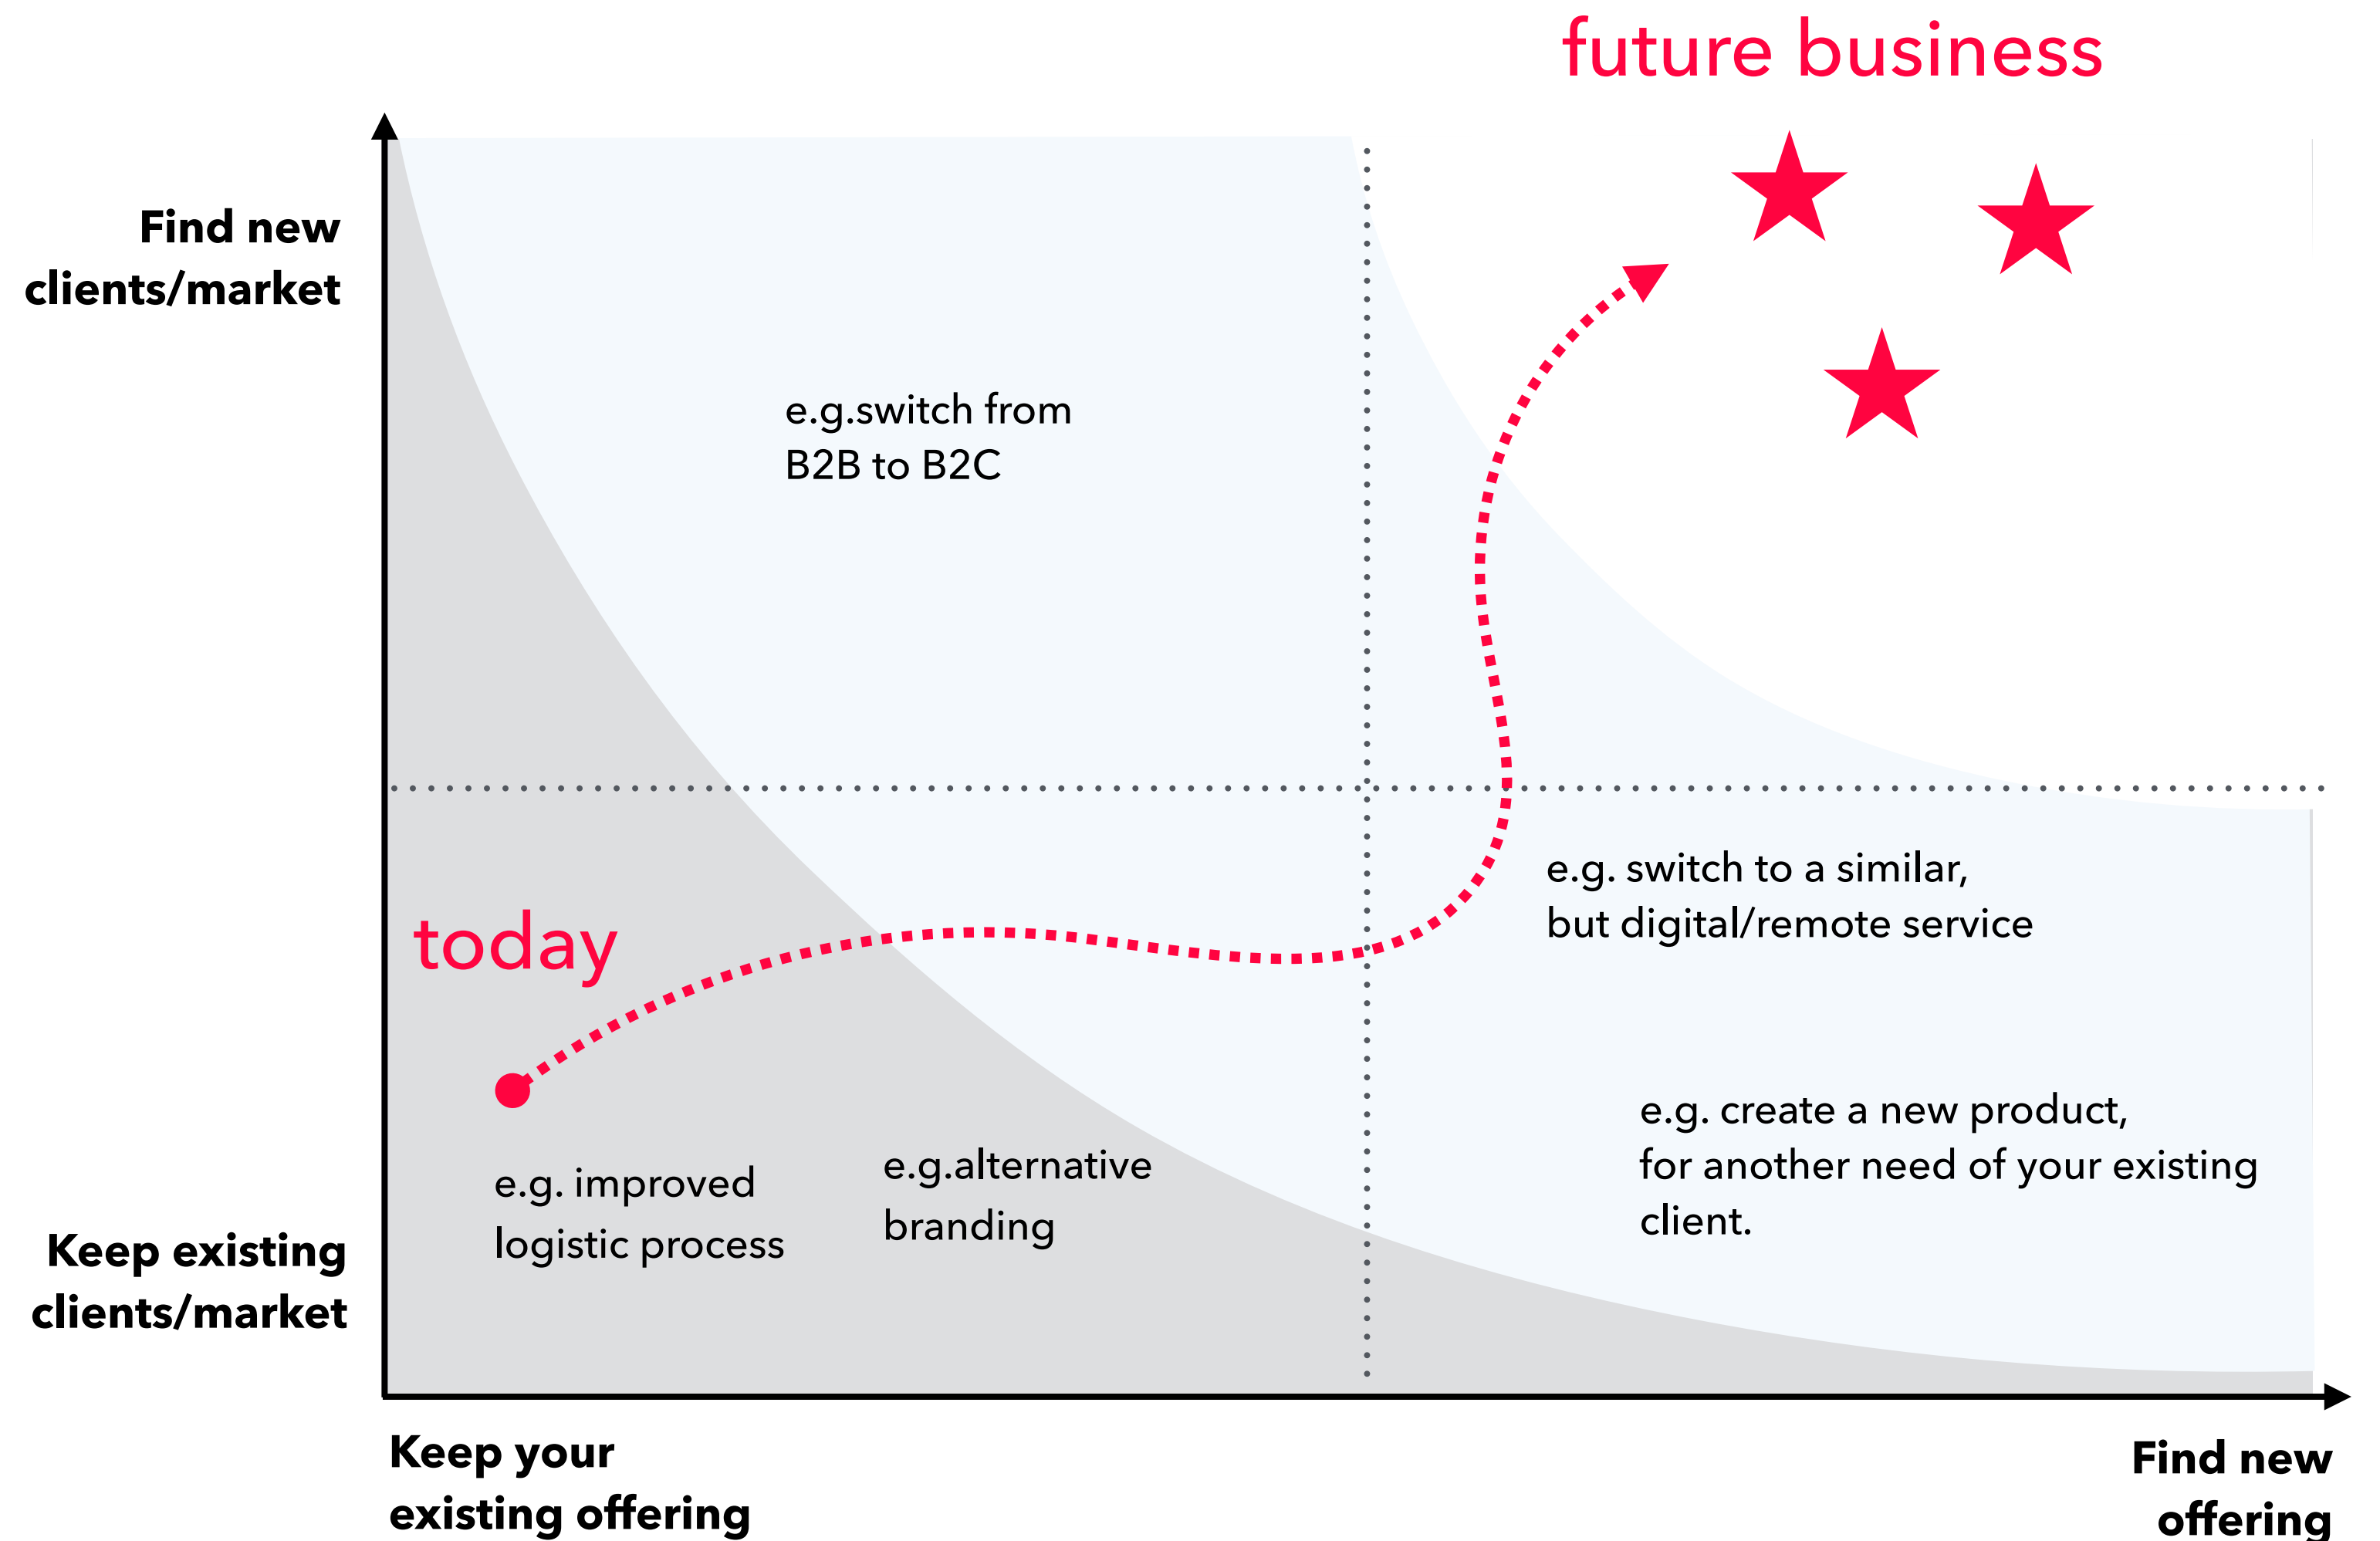 future business
Find new
clients/market
e.g.switch from
B2B to B2C
e.g. switch to a similar,
but digital/remote service
today
e.g. create a new product,
for another need of your existing
client.
e.g. improved
logistic process
e.g.alternative
branding
Keep existing
clients/market
Keep your
existing offering
Find new
offering